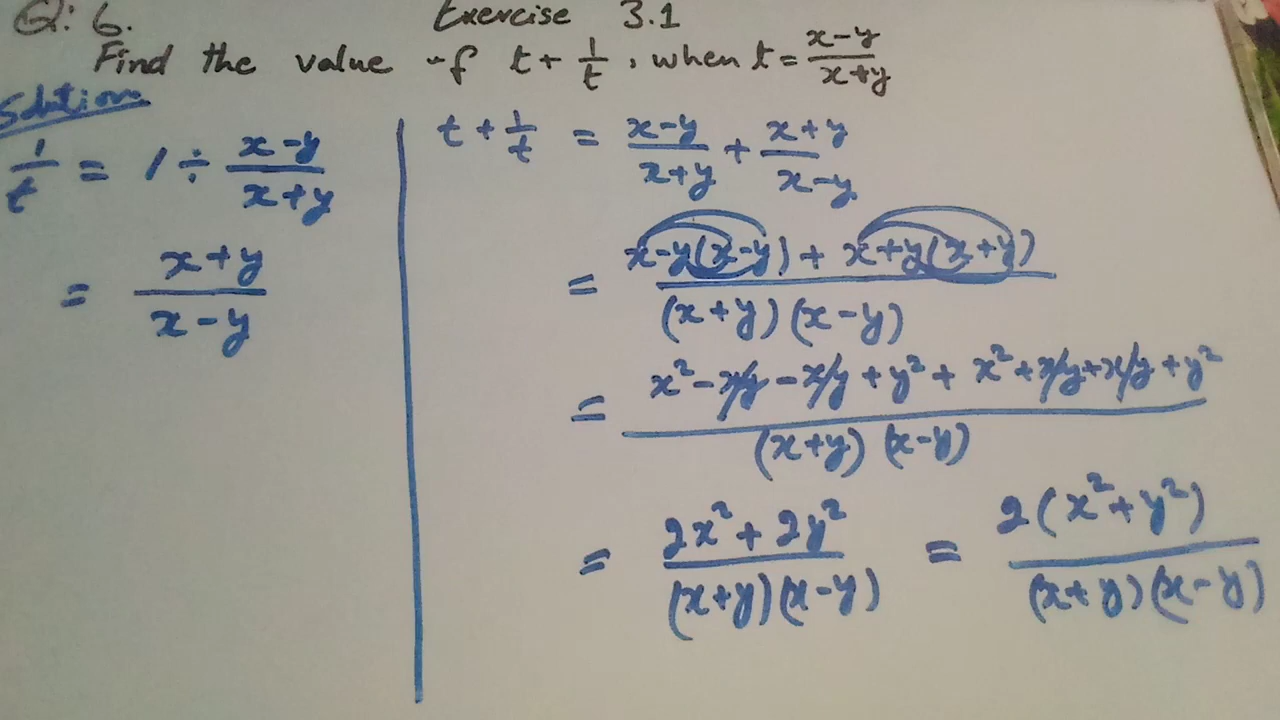 Q: 6. Exercise 3.1
Find the value of t + 1/t, when t = x-y/x+y
Solution
1/t = 1 ÷ x-y/x+y
= x+y/x-y
t + 1/t = x-y/x+y + x+y/x-y
= x-y(x-y) + x+y(x+y)/(x+y)(x-y)
= x² - xy - xy + y² + x² + xy + xy + y²/(x+y)(x-y)
= 2x² + 2y²/(x+y)(x-y) = 2(x² + y²)/(x+y)(x-y)